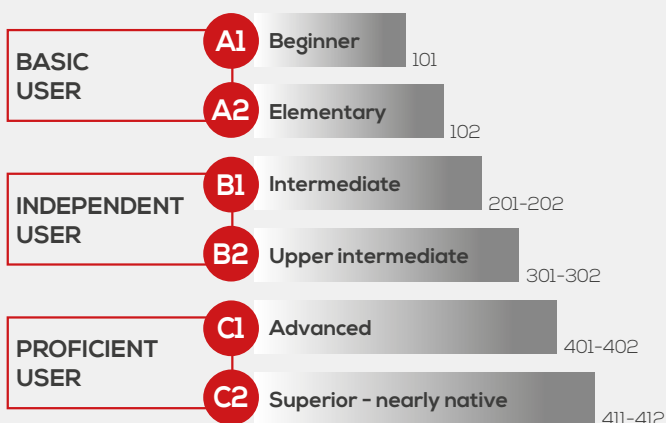 BASIC
USER
A1
Beginner
101
A2
Elementary
102
INDEPENDENT
USER
B1
Intermediate
201-202
B2
Upper intermediate
301-302
PROFICIENT
USER
C1
Advanced
401-402
C2
Superior - nearly native
411-412